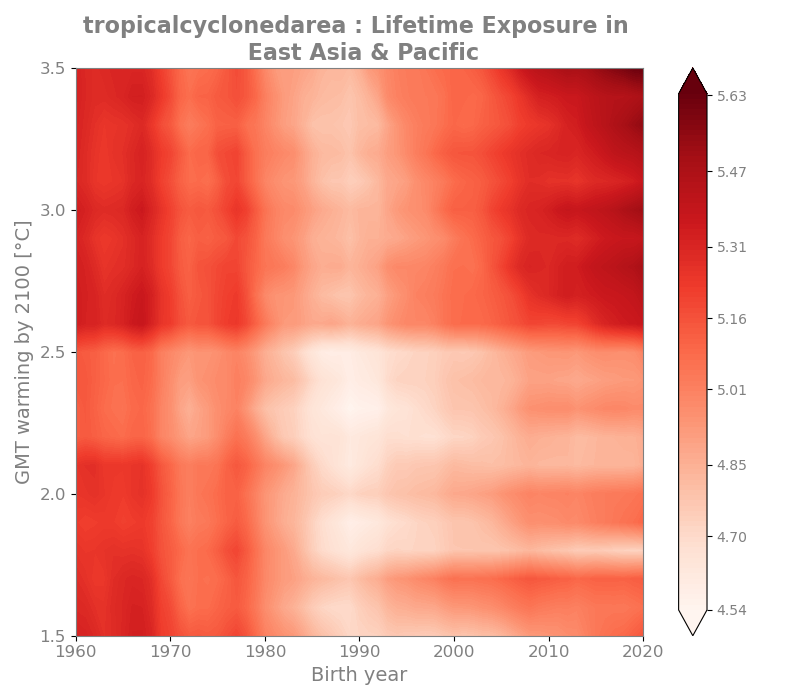 tropicalcyclonedarea : Lifetime Exposure in
East Asia & Pacific
GMT warming by 2100 [°C]
3.5
3.0
2.5
2.0
1.5
1960 1970 1980 1990 2000 2010 2020
Birth year
5.63
5.47
5.31
5.16
5.01
4.85
4.70
4.54